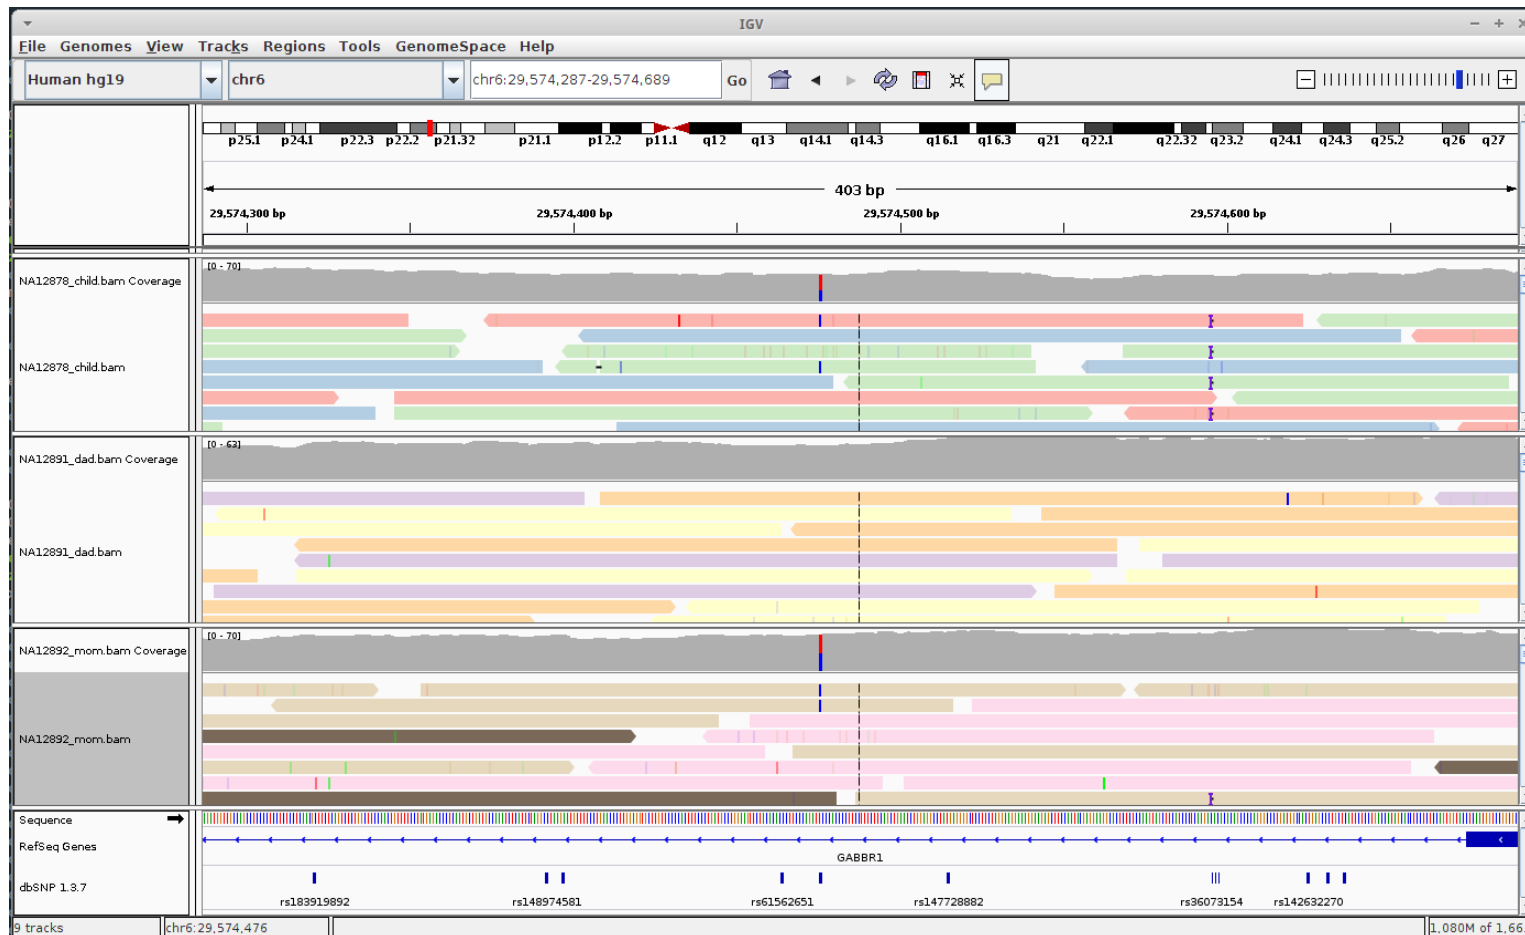 IGV
File Genomes View Tracks Regions Tools GenomeSpace Help
Human hg19 chr6 chr6:29,574,287-29,574,689 Go
p25.1 p24.1 p22.3 p22.2 p21.32 p21.1 p12.2 p11.1 q12 q13 q14.1 q14.3 q16.1 q16.3 q21 q22.1 q22.32 q23.2 q24.1 q24.3 q25.2 q26 q27
403 bp
29,574,300 bp 29,574,400 bp 29,574,500 bp 29,574,600 bp
[0 - 70]
NA12878_child.bam Coverage
NA12878_child.bam
[0 - 63]
NA12891_dad.bam Coverage
NA12891_dad.bam
[0 - 70]
NA12892_mom.bam Coverage
NA12892_mom.bam
Sequence
RefSeq Genes
GABBR1
dbSNP 1.3.7
rs183919892 rs148974581 rs61562651 rs147728882 rs36073154 rs142632270
9 tracks chr6:29,574,476 1,080M of 1,66